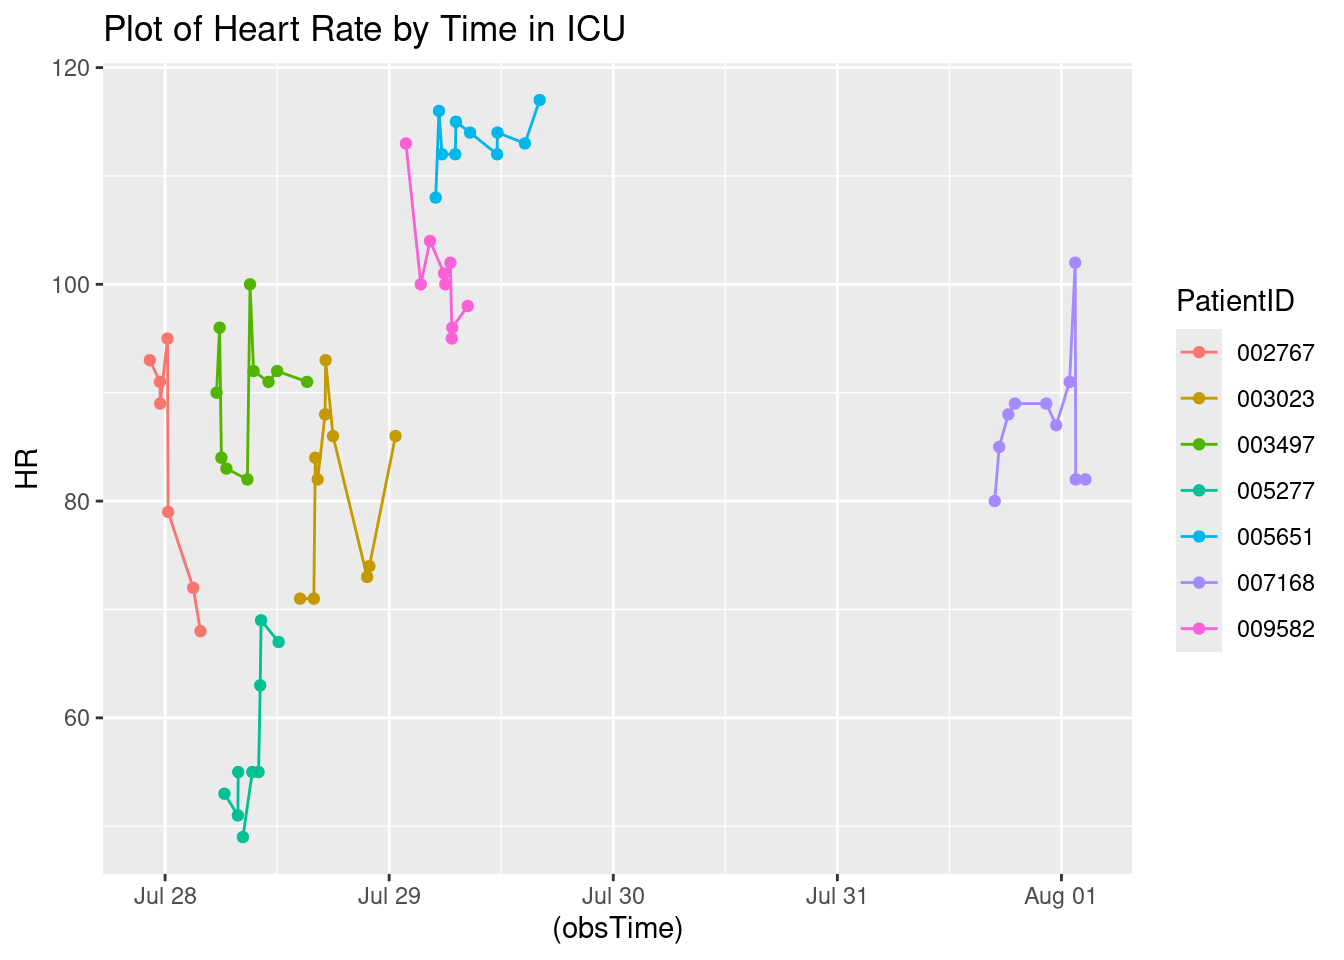 Plot of Heart Rate by Time in ICU
120
100
80
60
HR
Jul 28
Jul 29
Jul 30
Jul 31
Aug 01
(obsTime)
PatientID
002767
003023
003497
005277
005651
007168
009582